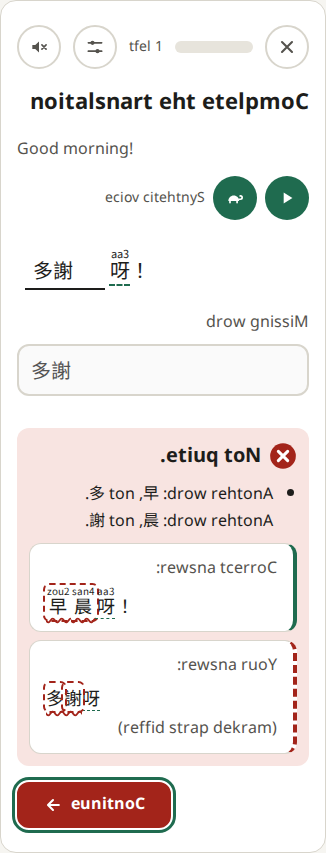 tfel 1
noitalsnart eht etelpmoC
Good morning!
eciov citehtnyS
aa3
多謝 呀！
drow gnissiM
多謝
.etiuq toN
.多 ton ,早 :drow rehtonA
.謝 ton ,晨 :drow rehtonA
:rewsna tcerroC
zou2 san4 aa3
早晨呀！
:rewsna ruoY
多謝呀
(dekram strap reffid)
eunitnoC